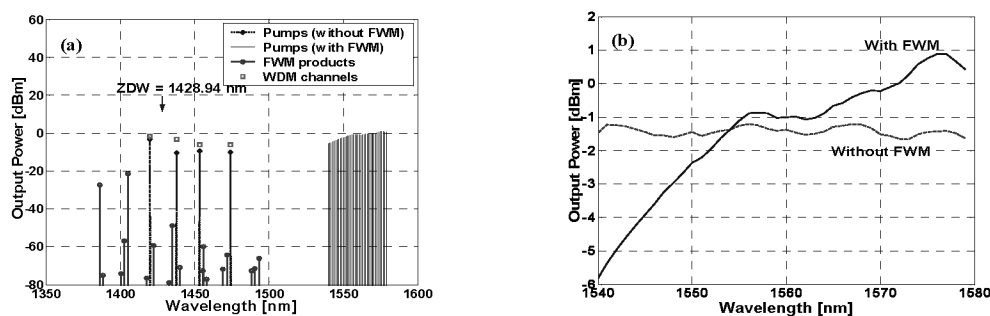 60
40
20
0
-20
-40
-60
-80
Output Power [dBm]
(a)
Pumps (without FWM)
Pumps (with FWM)
FWM products
WDM channels
ZDW = 1428.94 nm
1350 1400 1450 1500 1550 1600
Wavelength [nm]
2
1
0
-1
-2
-3
-4
-5
-6
Output Power [dBm]
(b)
With FWM
Without FWM
1540 1550 1560 1570 1580
Wavelength [nm]